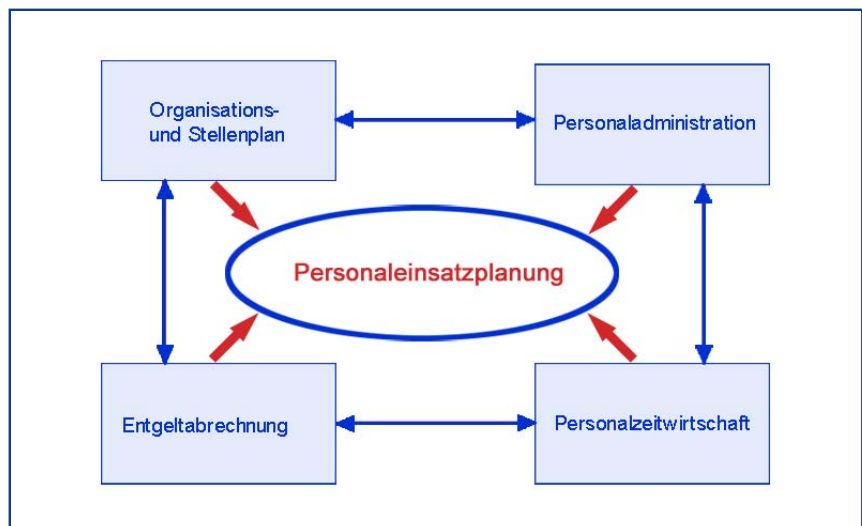 Organisations-
und Stellenplan
Personaladministration
Personaleinsatzplanung
Entgeltabrechnung
Personalzeitwirtschaft